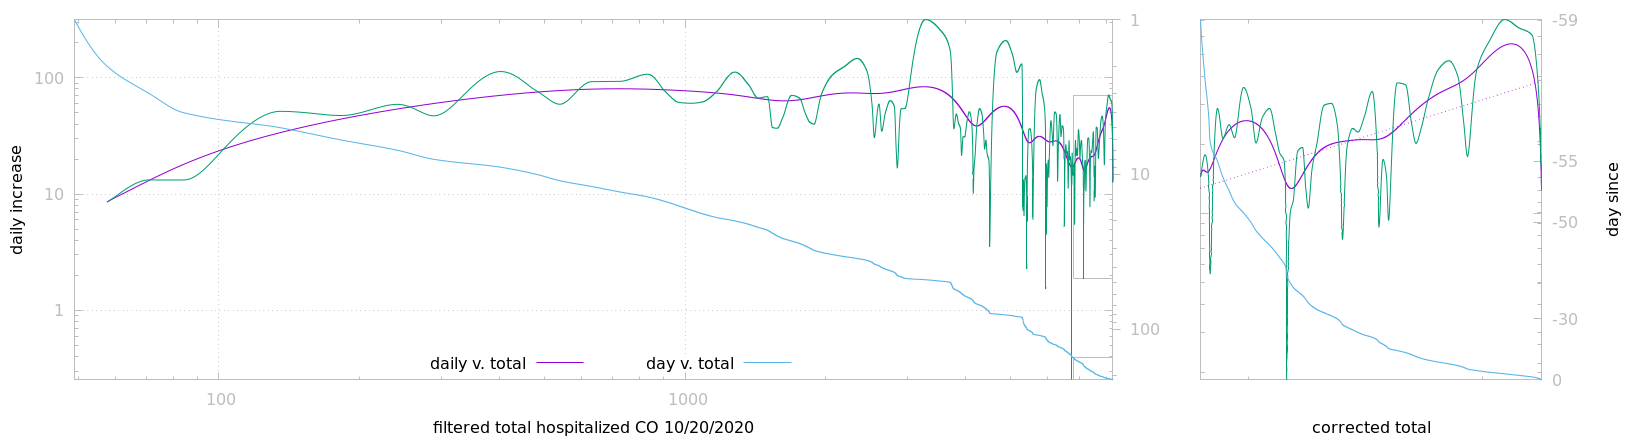 daily increase
100
10
1
100
1000
filtered total hospitalized CO 10/20/2020
daily v. total
day v. total
1
10
100
-59
-55
-50
-30
0
day since
corrected total